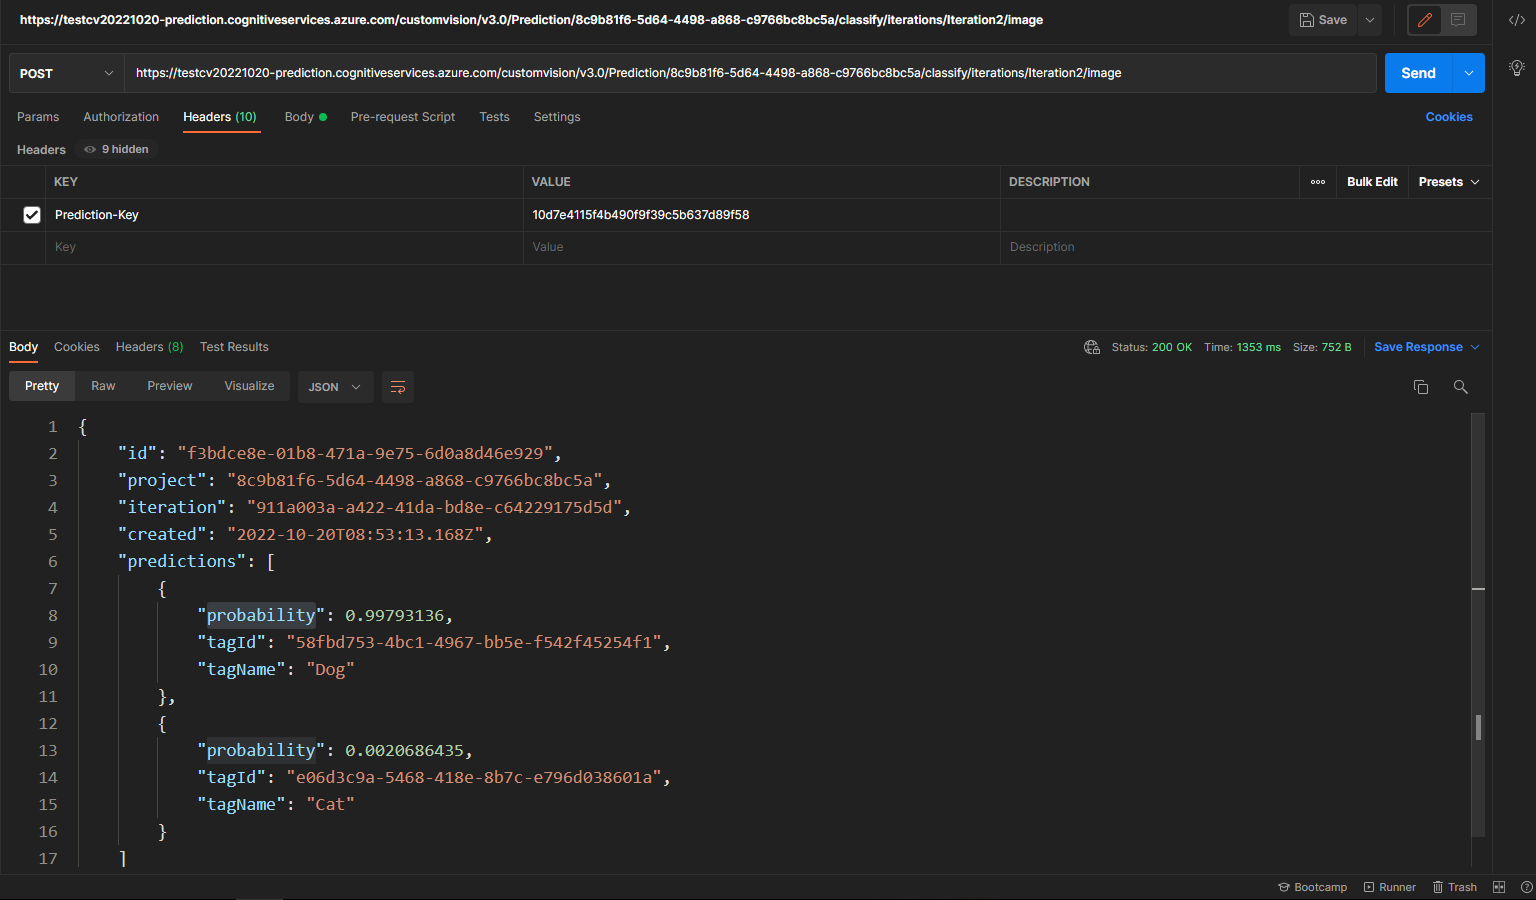 https://testcv20221020-prediction.cognitiveservices.azure.com/customvision/v3.0/Prediction/8c9b81f6-5d64-4498-a868-c9766bc8bc5a/classify/iterations/Iteration2/image
Save
POST
https://testcv20221020-prediction.cognitiveservices.azure.com/customvision/v3.0/Prediction/8c9b81f6-5d64-4498-a868-c9766bc8bc5a/classify/iterations/Iteration2/image
Send
Params Authorization Headers (10) Body Pre-request Script Tests Settings Cookies
Headers 9 hidden
KEY VALUE DESCRIPTION ooo Bulk Edit Presets
Prediction-Key 10d7e4115f4b490f9f39c5b637d89f58
Key Value Description
Body Cookies Headers (8) Test Results Status: 200 OK Time: 1353 ms Size: 752 B Save Response
Pretty Raw Preview Visualize JSON
1 {
2 "id": "f3bdce8e-01b8-471a-9e75-6d0a8d46e929",
3 "project": "8c9b81f6-5d64-4498-a868-c9766bc8bc5a",
4 "iteration": "911a003a-a422-41da-bd8e-c64229175d5d",
5 "created": "2022-10-20T08:53:13.168Z",
6 "predictions": [
7 {
8 "probability": 0.99793136,
9 "tagId": "58fbd753-4bc1-4967-bb5e-f542f45254f1",
10 "tagName": "Dog"
11 },
12 {
13 "probability": 0.0020686435,
14 "tagId": "e06d3c9a-5468-418e-8b7c-e796d038601a",
15 "tagName": "Cat"
16 }
17 ]
Bootcamp Runner Trash